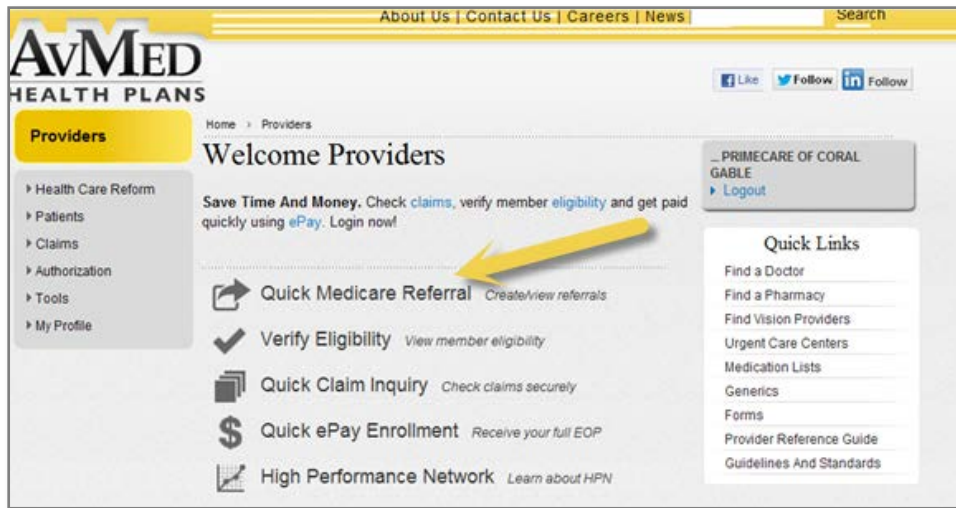 About Us | Contact Us | Careers | News | Search
AVMED
HEALTH PLANS
Like Follow in Follow
Providers
Health Care Reform
Patients
Claims
Authorization
Tools
My Profile
Home › Providers
Welcome Providers
Save Time And Money. Check claims, verify member eligibility and get paid
quickly using ePay. Login now!
Quick Medicare Referral Create/view referrals
Verify Eligibility View member eligibility
Quick Claim Inquiry Check claims securely
$ Quick ePay Enrollment Receive your full EOP
High Performance Network Learn about HPN
... PRIMECARE OF CORAL
GABLE
Logout
Quick Links
Find a Doctor
Find a Pharmacy
Find Vision Providers
Urgent Care Centers
Medication Lists
Generics
Forms
Provider Reference Guide
Guidelines And Standards